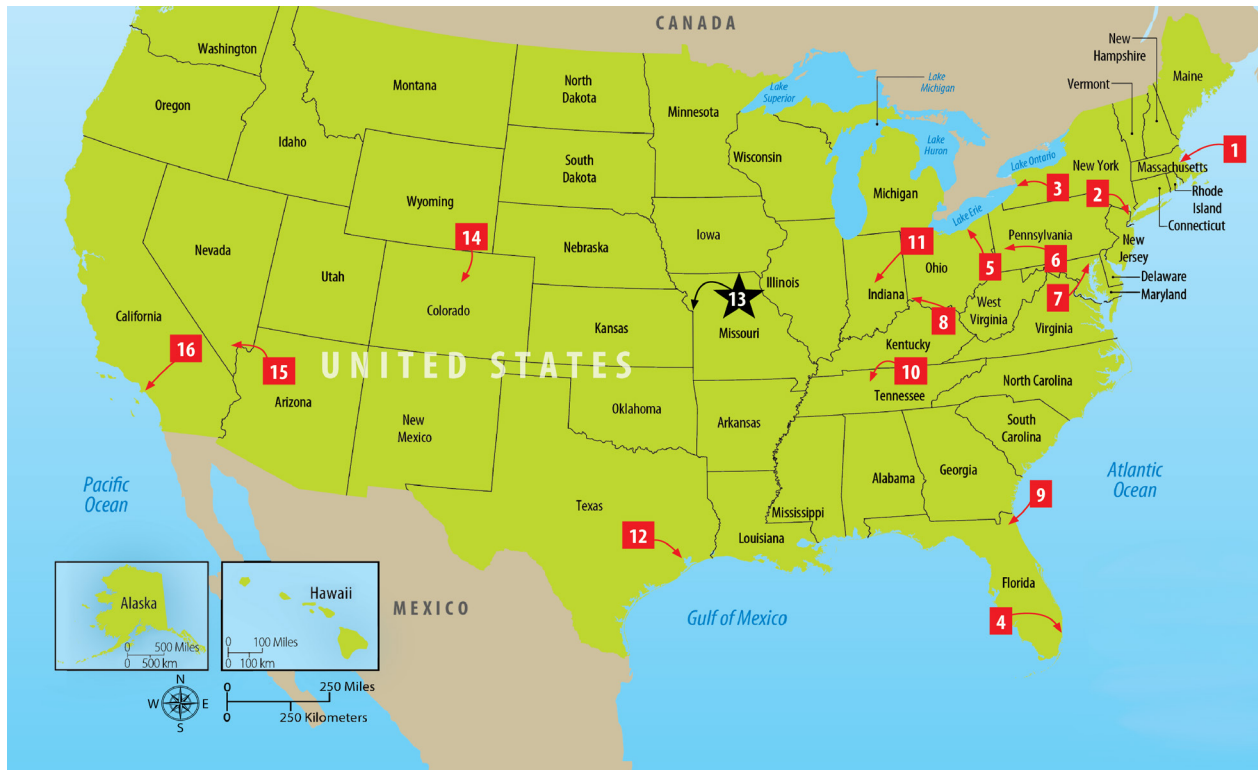 CANADA
Washington
Montana
North
Dakota
Minnesota
Lake
Superior
Lake
Michigan
New
Hampshire
Vermont
Maine
Oregon
Idaho
South
Dakota
Wisconsin
Lake
Huron
Lake Ontario
New York
1
Massachusetts
Wyoming
Michigan
3
2
Rhode
Island
Connecticut
Lake Erie
Nevada
14
Nebraska
Iowa
11
Pennsylvania
New
Jersey
Utah
Colorado
13
Illinois
Indiana
Ohio
5
6
Delaware
7
Maryland
California
Kansas
Missouri
8
West
Virginia
Virginia
Kentucky
16
15
UNITED STATES
10
Tennessee
North Carolina
Arizona
New
Mexico
Oklahoma
Arkansas
South
Carolina
Pacific
Ocean
Alabama
Georgia
Atlantic
Ocean
Texas
Mississippi
9
12
Louisiana
Florida
4
MEXICO
Gulf of Mexico
Alaska
0 500 Miles
0 500 km
Hawaii
0 100 Miles
0 100 km
N
W E
S
0 250 Miles
0 250 Kilometers